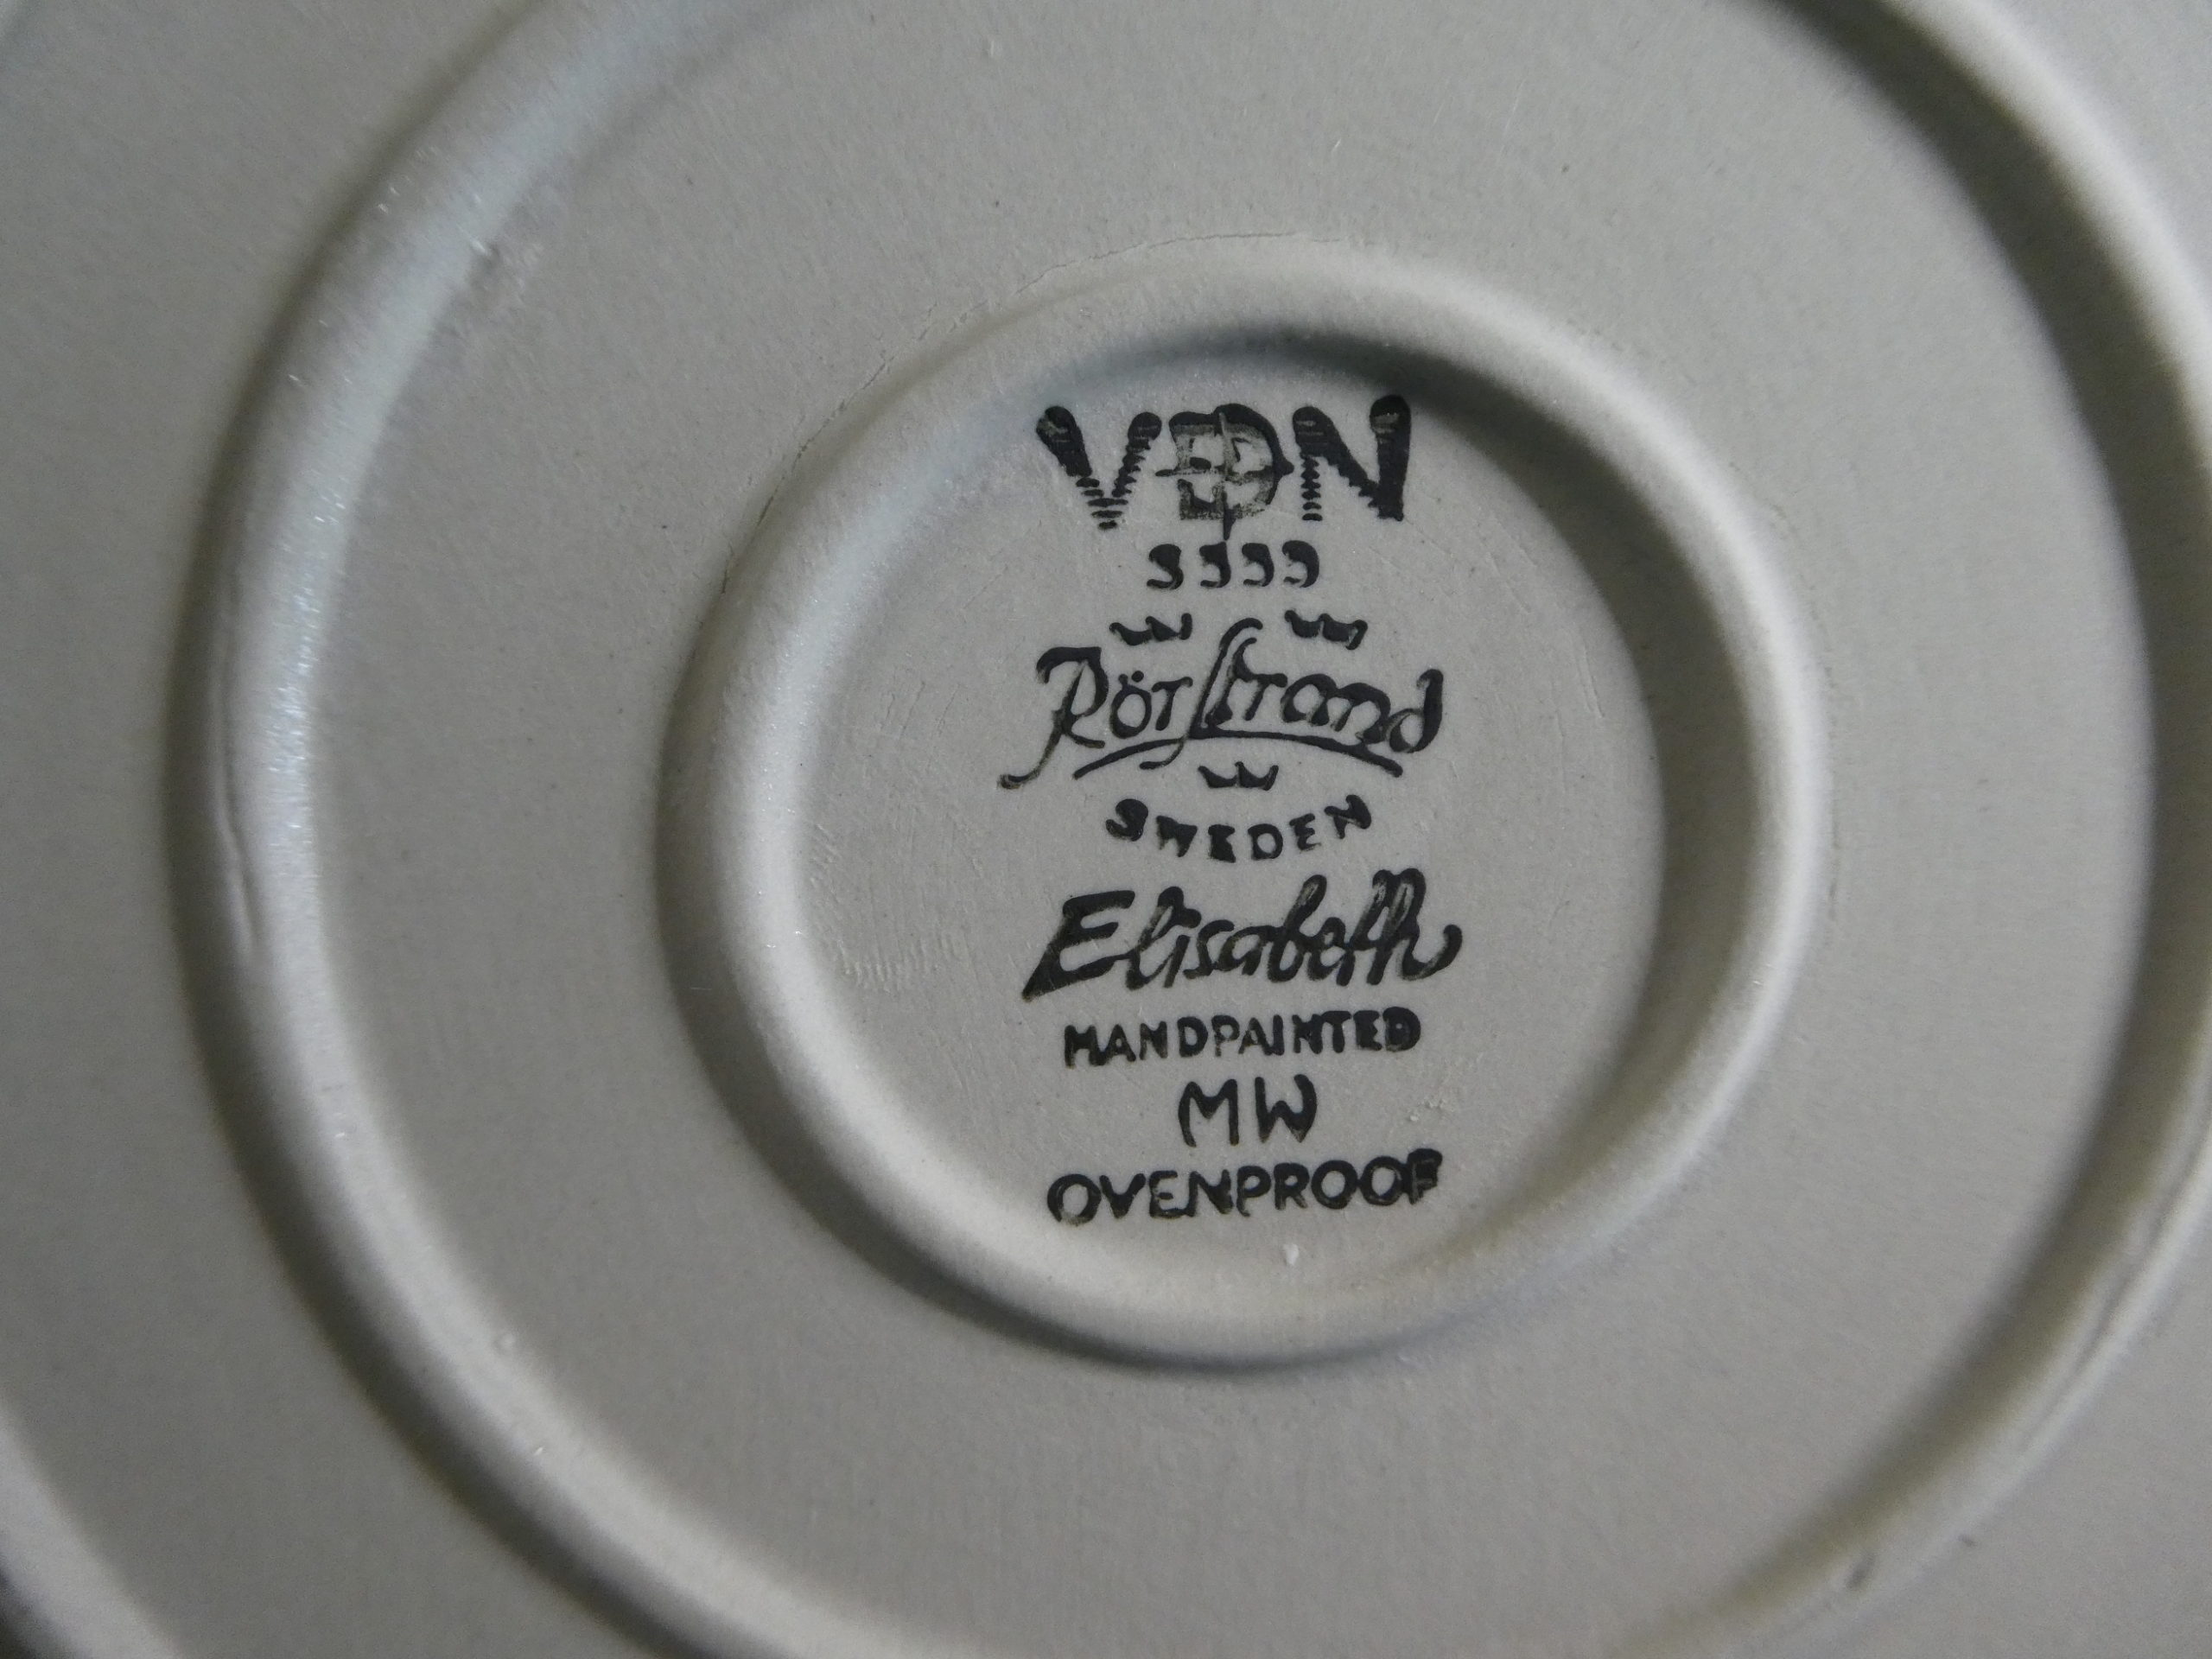 VDN
3333
Rörstrand
SWEDEN
Elisabeth
HANDPAINTED
MW
OVENPROOF